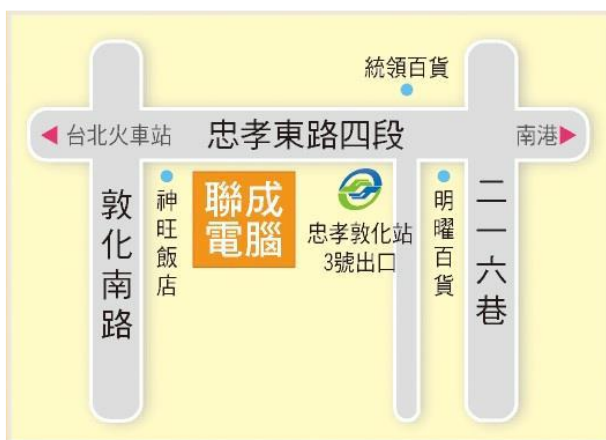 統領百貨
◀台北火車站
忠孝東路四段
南港▶
敦化南路
神旺飯店
聯成
電腦
忠孝敦化站
3號出口
明曜百貨
二一六巷